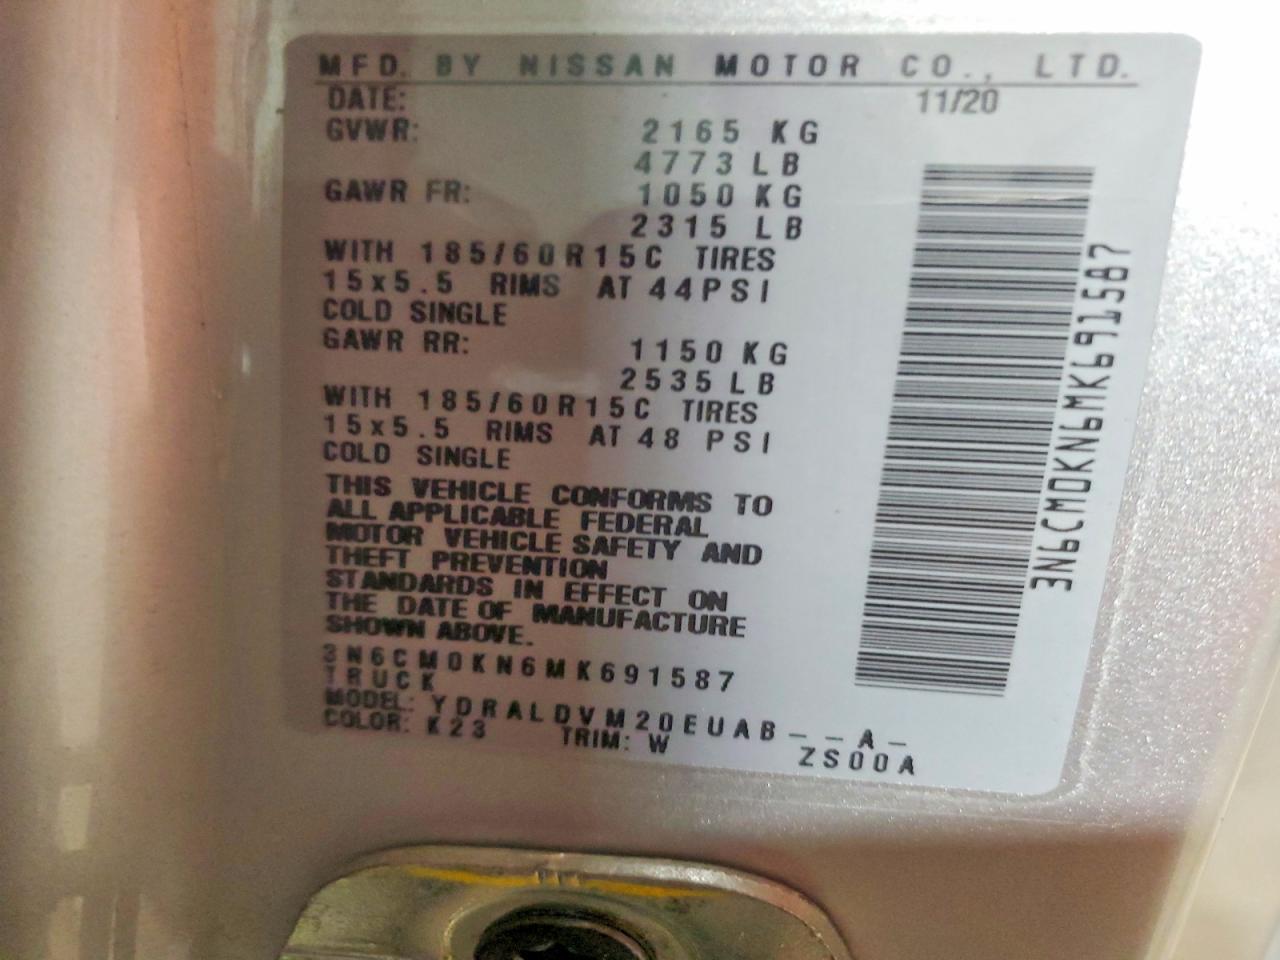 MFD. BY NISSAN MOTOR CO., LTD.
DATE: 11/20
GVWR: 2165 KG
4773 LB
GAWR FR: 1050 KG
2315 LB
WITH 185/60R15C TIRES
15x5.5 RIMS AT 44PSI
COLD SINGLE
GAWR RR: 1150 KG
2535 LB
WITH 185/60R15C TIRES
15x5.5 RIMS AT 48 PSI
COLD SINGLE
THIS VEHICLE CONFORMS TO
ALL APPLICABLE FEDERAL
MOTOR VEHICLE SAFETY AND
THEFT PREVENTION
STANDARDS IN EFFECT ON
THE DATE OF MANUFACTURE
SHOWN ABOVE.
3N6CM0KN6MK691587
TRUCK
MODEL: YDRALDVM20EUAB--A-
COLOR: K23 TRIM: W ZS00A
3N6CM0KN6MK691587